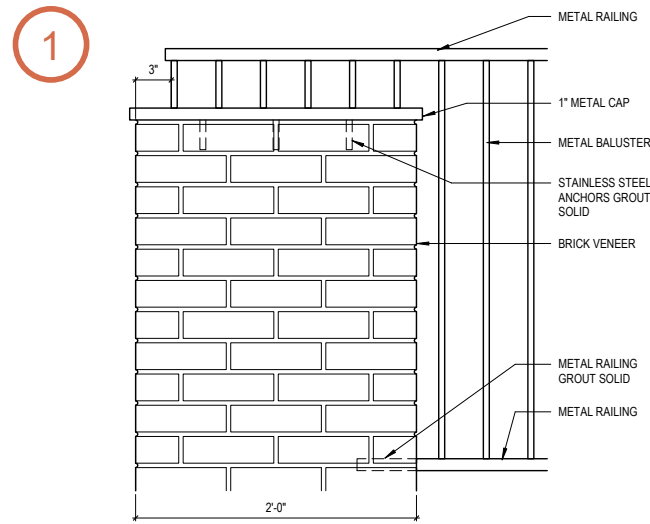 1
METAL RAILING
3"
1" METAL CAP
METAL BALUSTER
STAINLESS STEEL
ANCHORS GROUT
SOLID
BRICK VENEER
METAL RAILING
GROUT SOLID
METAL RAILING
2'-0"